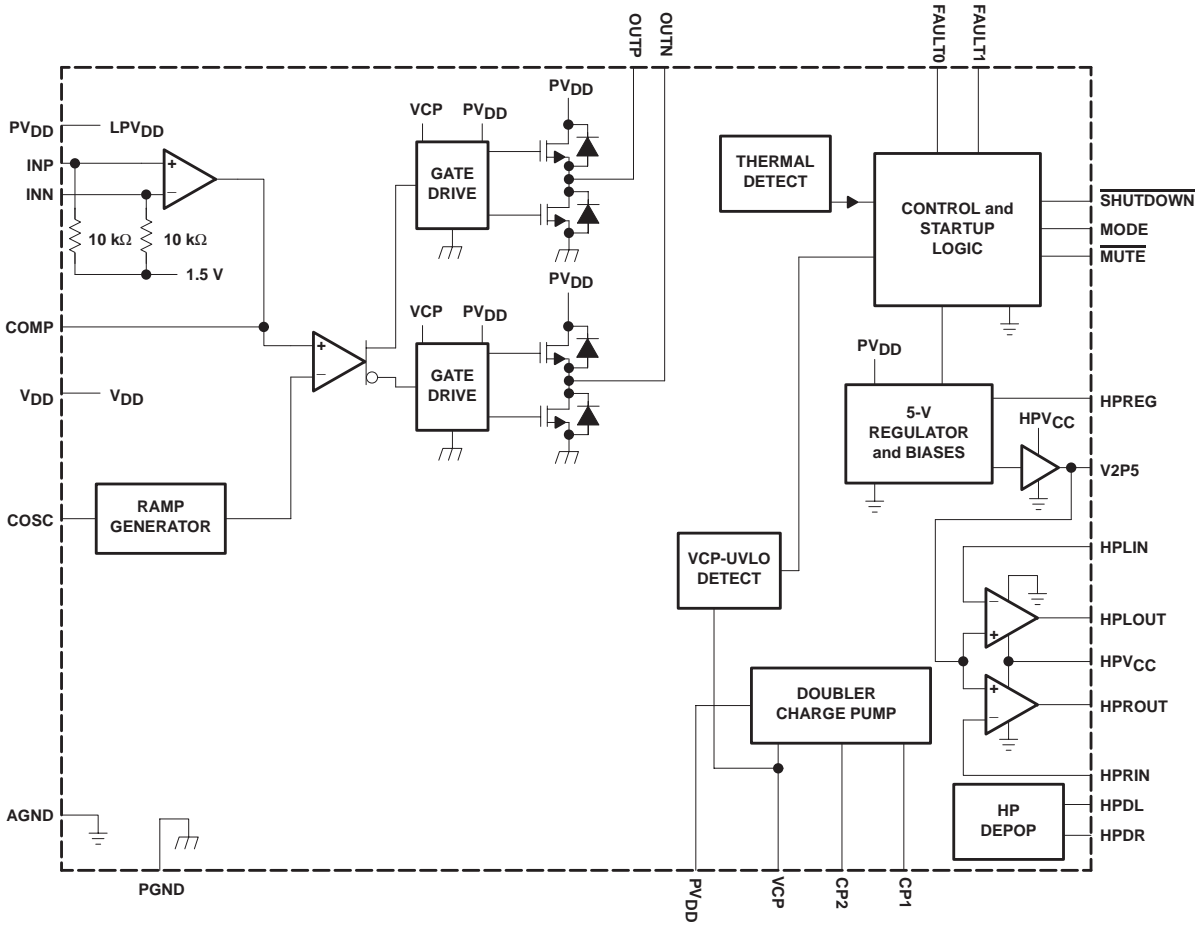 OUTP
OUTN
FAULT0
FAULT1
PVDD
LPVDD
INP
INN
+
−
10 kΩ
10 kΩ
1.5 V
COMP
VDD
VDD
COSC
RAMP
GENERATOR
+
−
VCP
PVDD
GATE
DRIVE
PVDD
VCP
PVDD
GATE
DRIVE
PVDD
THERMAL
DETECT
CONTROL and
STARTUP
LOGIC
SHUTDOWN
MODE
MUTE
PVDD
5-V
REGULATOR
and BIASES
HPREG
HPVCC
V2P5
VCP-UVLO
DETECT
HPLIN
−
+
HPLOUT
HPVCC
+
−
HPROUT
HPRIN
DOUBLER
CHARGE PUMP
HP
DEPOP
HPDL
HPDR
AGND
PGND
PVDD
VCP
CP2
CP1